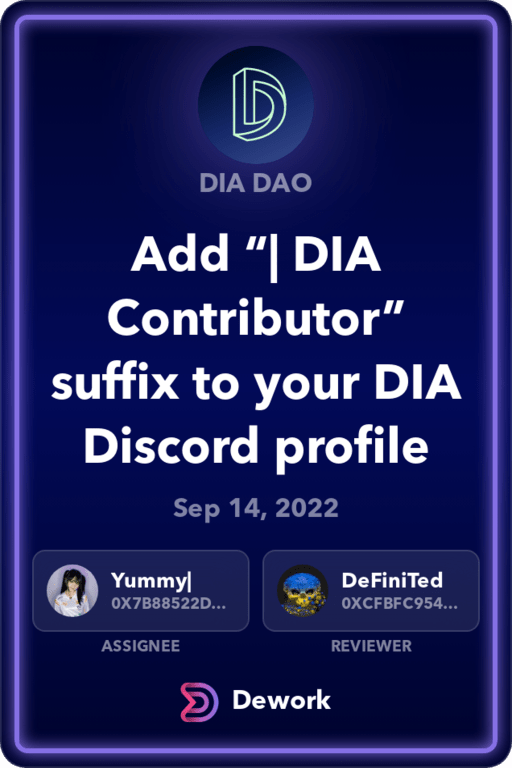 DIA DAO
Add “| DIA
Contributor”
suffix to your DIA
Discord profile
Sep 14, 2022
Yummy|
0X7B88522D...
DeFiniTed
0XCFBFC954...
ASSIGNEE
REVIEWER
Dework